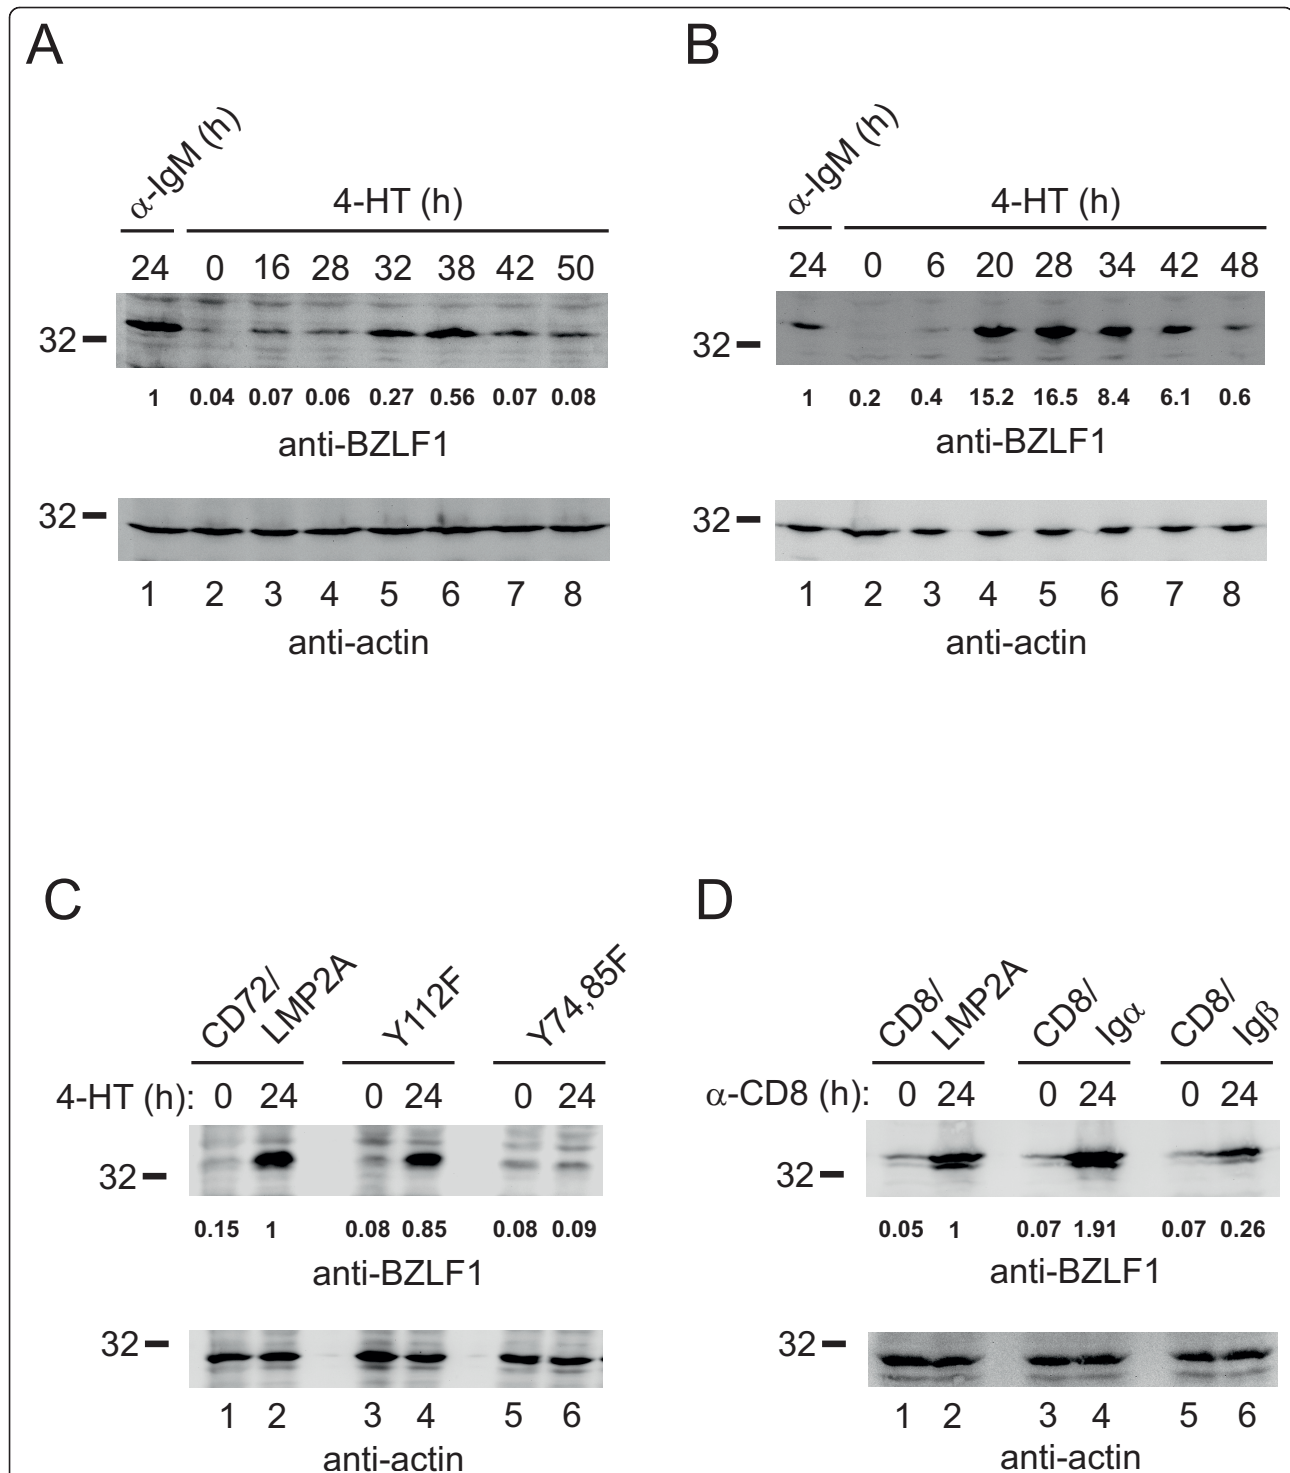 A
α-IgM (h)
4-HT (h)
24 0 16 28 32 38 42 50
32
1 0.04 0.07 0.06 0.27 0.56 0.07 0.08
anti-BZLF1
32
1 2 3 4 5 6 7 8
anti-actin
B
α-IgM (h)
4-HT (h)
24 0 6 20 28 34 42 48
32
1 0.2 0.4 15.2 16.5 8.4 6.1 0.6
anti-BZLF1
32
1 2 3 4 5 6 7 8
anti-actin
C
CD72/
LMP2A
Y112F
Y74,85F
4-HT (h): 0 24 0 24 0 24
32
0.15 1 0.08 0.85 0.08 0.09
anti-BZLF1
32
1 2 3 4 5 6
anti-actin
D
CD8/
LMP2A
CD8/
Igα
CD8/
Igβ
α-CD8 (h): 0 24 0 24 0 24
32
0.05 1 0.07 1.91 0.07 0.26
anti-BZLF1
32
1 2 3 4 5 6
anti-actin